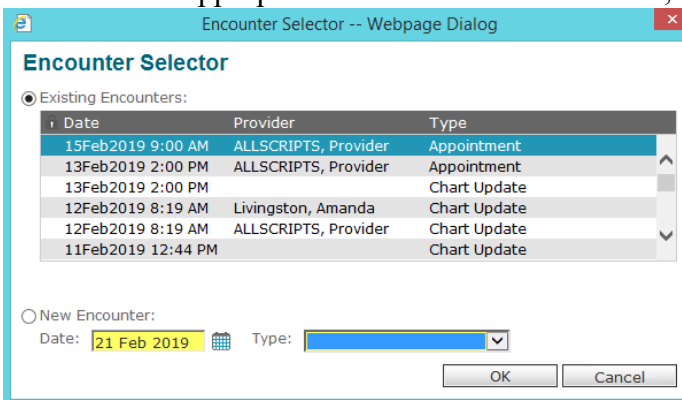 Encounter Selector -- Webpage Dialog
Encounter Selector
Existing Encounters:
Date Provider Type
15Feb2019 9:00 AM ALLSCRIPTS, Provider Appointment
13Feb2019 2:00 PM ALLSCRIPTS, Provider Appointment
13Feb2019 2:00 PM Chart Update
12Feb2019 8:19 AM Livingston, Amanda Chart Update
12Feb2019 8:19 AM ALLSCRIPTS, Provider Chart Update
11Feb2019 12:44 PM Chart Update
New Encounter:
Date: 21 Feb 2019 Type:
OK Cancel